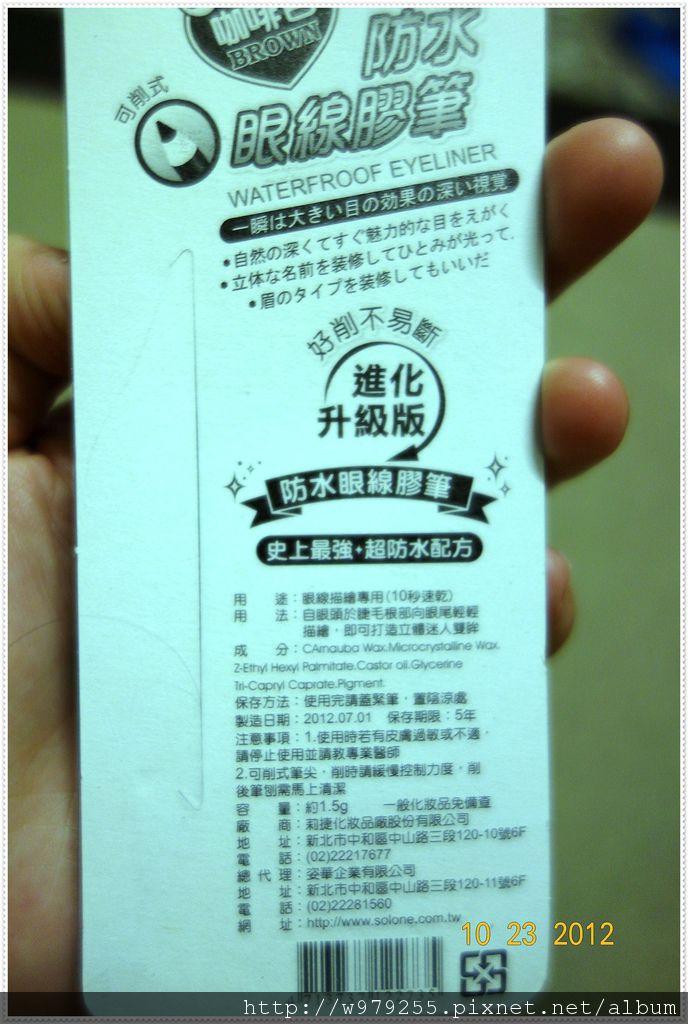 咖啡色
BROWN
防水
可削式
眼線膠筆
WATERFROOF EYELINER
一瞬は大きい目の効果の深い視覚
•自然の深くてすぐ魅力的な目をえがく
•立体な名前を装修してひとみが光って.
•眉のタイプを装修してもいいだ
好削不易斷
進化
升級版
防水眼線膠筆
史上最強·超防水配方
用 途：眼線描繪專用(10秒速乾)
用 法：自眼頭於睫毛根部向眼尾輕輕
描繪，即可打造立體迷人雙眸
成 分：CArnauba Wax.Microcrystalline Wax.
2-Ethyl Hexyl Palmitate.Castor oil.Glycerine
Tri-Capryl Caprate.Pigment.
保存方法：使用完請蓋緊筆，置陰涼處
製造日期：2012.07.01 保存期限：5年
注意事項：1.使用時若有皮膚過敏或不適，
請停止使用並請教專業醫師
2.可削式筆尖，削時請緩慢控制力度，削
後筆刨需馬上清潔
容 量：約1.5g 一般化妝品免備查
廠 商：莉捷化妝品廠股份有限公司
地 址：新北市中和區中山路三段120-10號6F
電 話：(02)22217677
總 代 理：姿華企業有限公司
地 址：新北市中和區中山路三段120-11號6F
電 話：(02)22281560
網 址：http://www.solone.com.tw
10 23 2012
http://w979255.pixnet.net/album